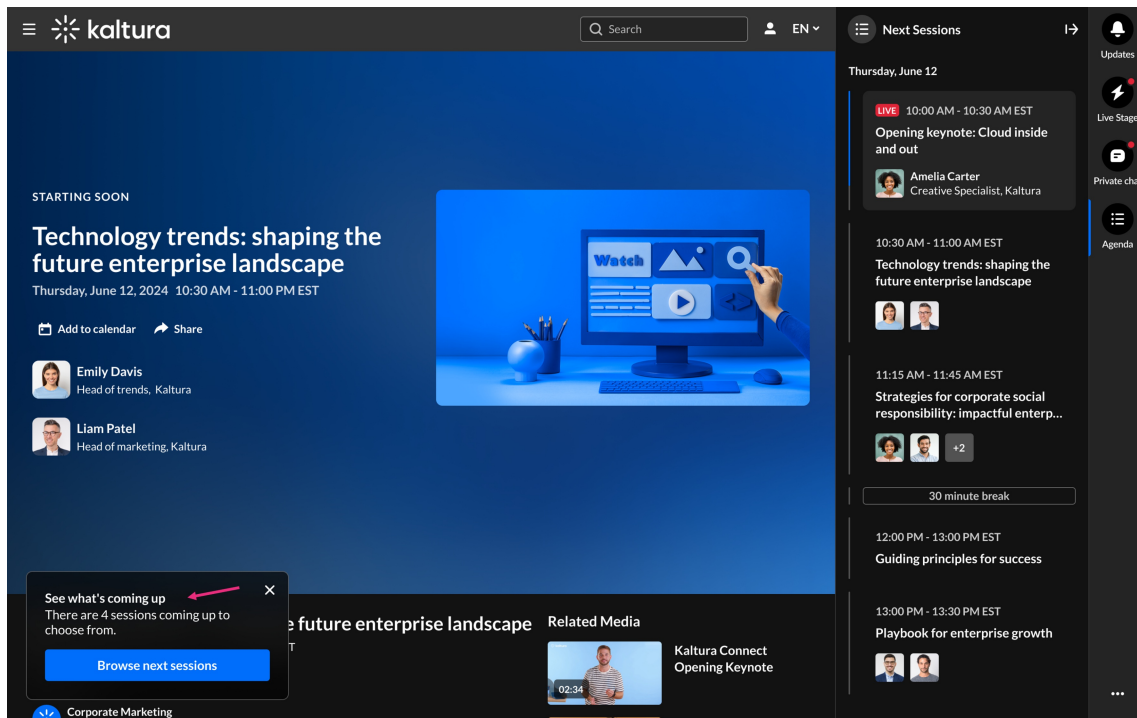 kaltura
Search
EN
STARTING SOON
Technology trends: shaping the
future enterprise landscape
Thursday, June 12, 2024 10:30 AM - 11:00 PM EST
Add to calendar
Share
Emily Davis
Head of trends, Kaltura
Liam Patel
Head of marketing, Kaltura
Watch
See what's coming up
There are 4 sessions coming up to
choose from.
Browse next sessions
future enterprise landscape
T
Corporate Marketing
Related Media
02:34
Kaltura Connect
Opening Keynote
Next Sessions
Thursday, June 12
LIVE 10:00 AM - 10:30 AM EST
Opening keynote: Cloud inside
and out
Amelia Carter
Creative Specialist, Kaltura
10:30 AM - 11:00 AM EST
Technology trends: shaping the
future enterprise landscape
11:15 AM - 11:45 AM EST
Strategies for corporate social
responsibility: impactful enterp...
+2
30 minute break
12:00 PM - 13:00 PM EST
Guiding principles for success
13:00 PM - 13:30 PM EST
Playbook for enterprise growth
Updates
Live Stage
Private cha
Agenda